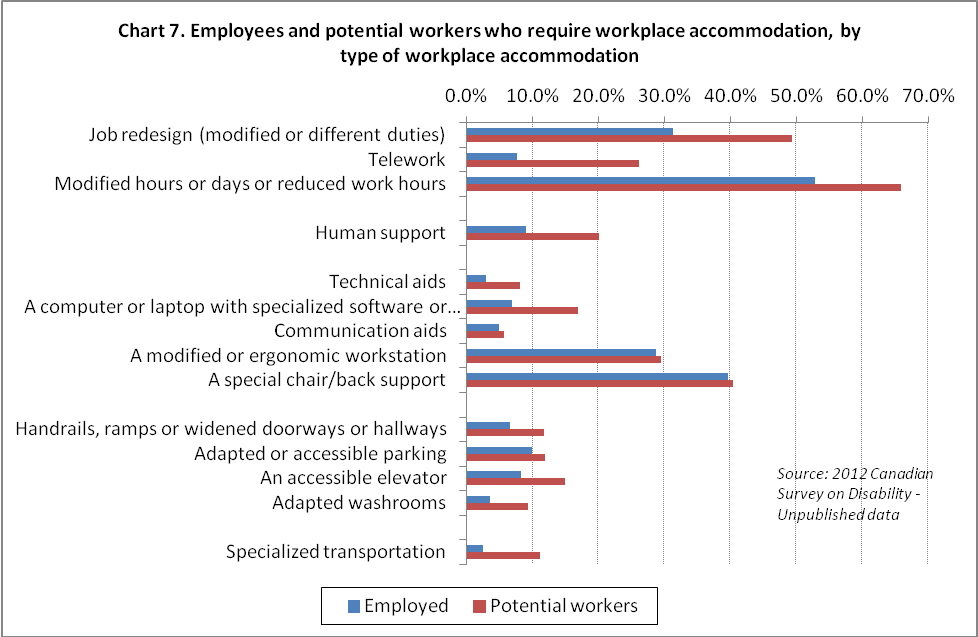 Chart 7. Employees and potential workers who require workplace accommodation, by
type of workplace accommodation
0.0% 10.0% 20.0% 30.0% 40.0% 50.0% 60.0% 70.0%
Job redesign (modified or different duties)
Telework
Modified hours or days or reduced work hours
Human support
Technical aids
A computer or laptop with specialized software or...
Communication aids
A modified or ergonomic workstation
A special chair/back support
Handrails, ramps or widened doorways or hallways
Adapted or accessible parking
An accessible elevator
Adapted washrooms
Specialized transportation
Source: 2012 Canadian
Survey on Disability -
Unpublished data
Employed Potential workers